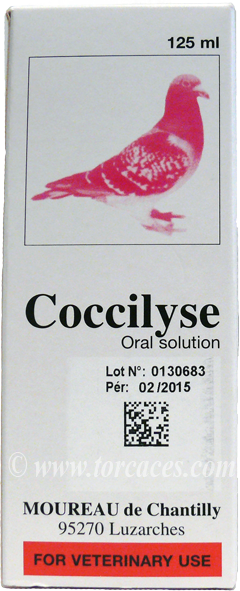 125 ml
Coccilyse
Oral solution
Lot N°: 0130683
Pér: 02/2015
© www.torcaces.com
MOUREAU de Chantilly
95270 Luzarches
FOR VETERINARY USE